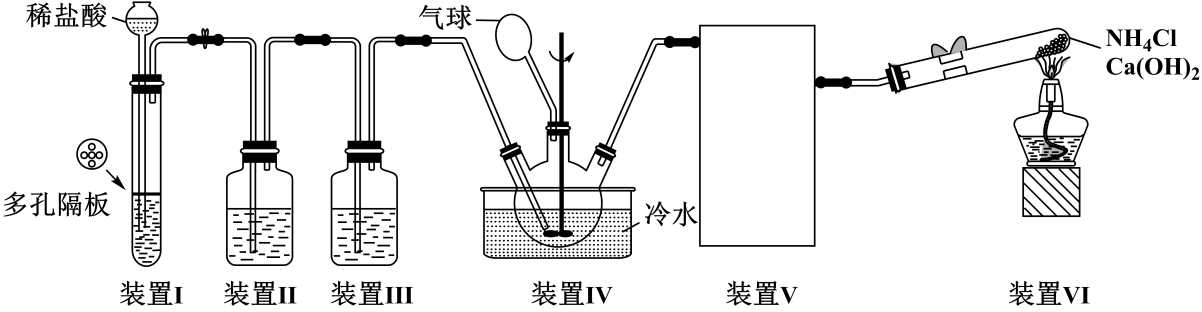 稀盐酸
气球
NH₄Cl
Ca(OH)₂
多孔隔板
冷水
装置I
装置II
装置III
装置IV
装置V
装置VI